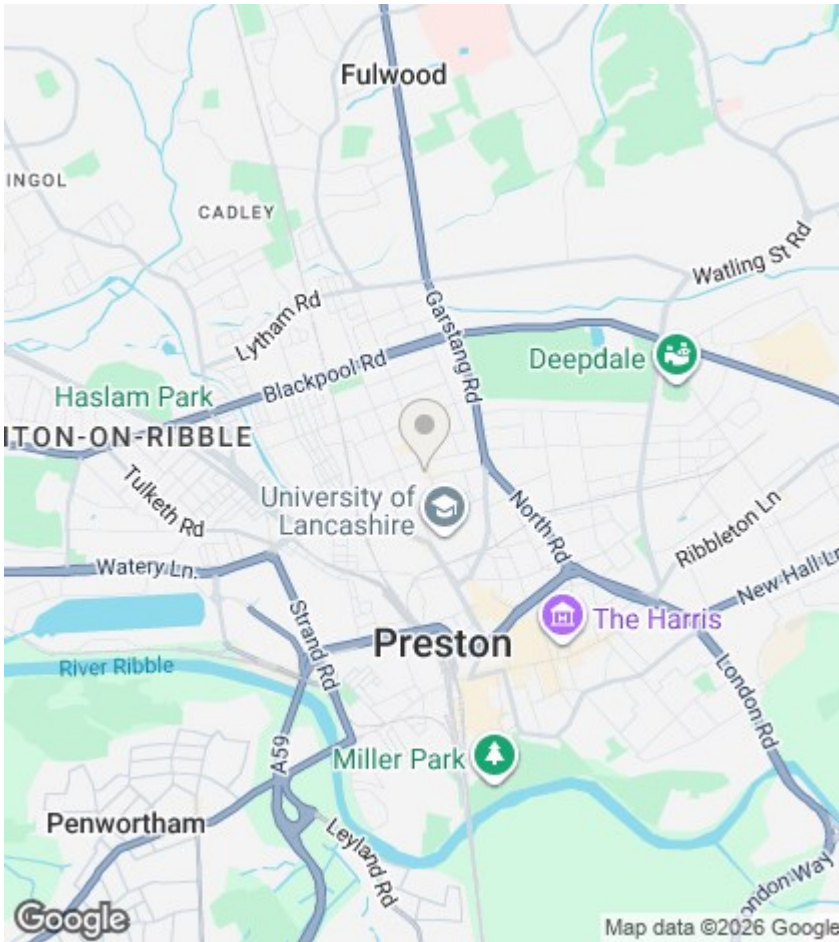 Fulwood
INGOL
CADLEY
Watling St Rd
Lytham Rd
Garstang Rd
Deepdale
Blackpool Rd
Haslam Park
TON-ON-RIBBLE
Tulketh Rd
University of
Lancashire
North Rd
Ribbleton Ln
Watery Ln.
New Hall Ln
Strand Rd
The Harris
Preston
River Ribble
London Rd
A59
Miller Park
Penwortham
Leyland Rd
ondon Way
Google
Map data ©2026 Google